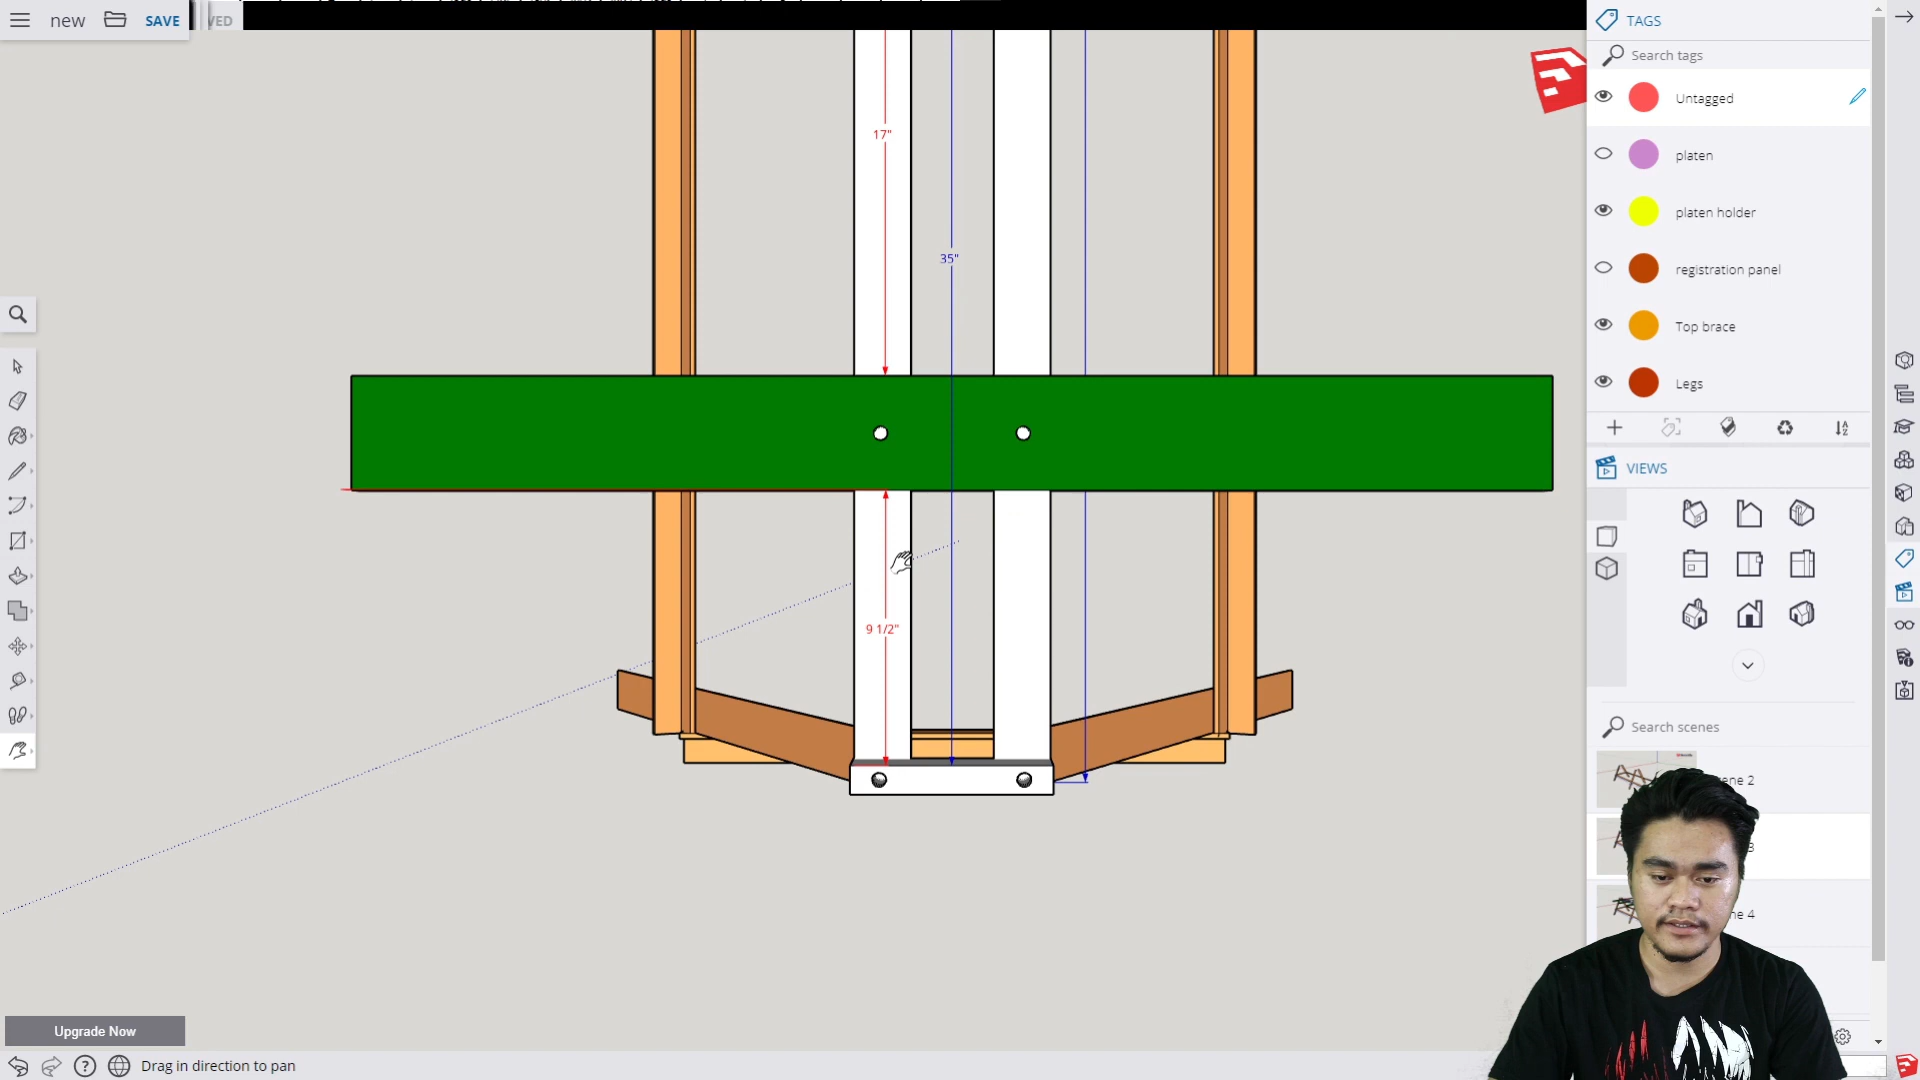 new
SAVE
VED
TAGS
Search tags
Untagged
platen
platen holder
registration panel
Top brace
Legs
VIEWS
Search scenes
ene 2
3
ne 4
17"
35"
9 1/2"
Upgrade Now
Drag in direction to pan